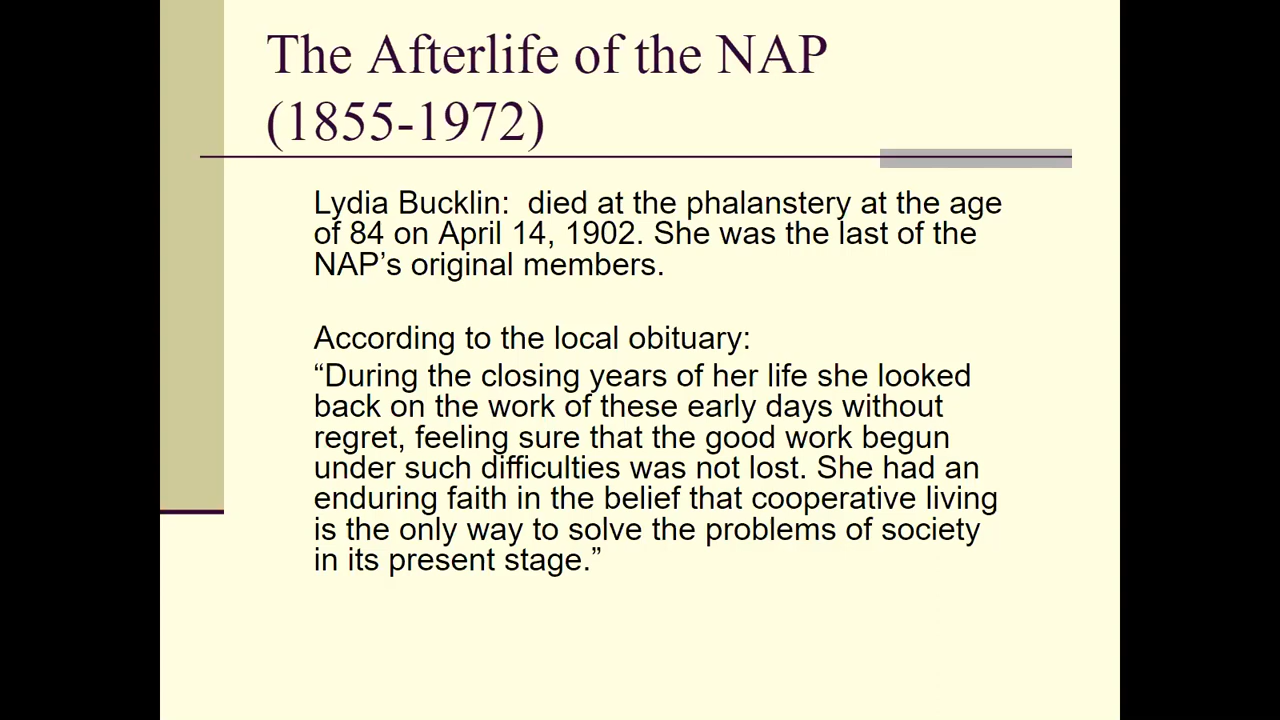 The Afterlife of the NAP
(1855-1972)
Lydia Bucklin:  died at the phalanstery at the age
of 84 on April 14, 1902. She was the last of the
NAP’s original members.
According to the local obituary:
“During the closing years of her life she looked
back on the work of these early days without
regret, feeling sure that the good work begun
under such difficulties was not lost. She had an
enduring faith in the belief that cooperative living
is the only way to solve the problems of society
in its present stage.”